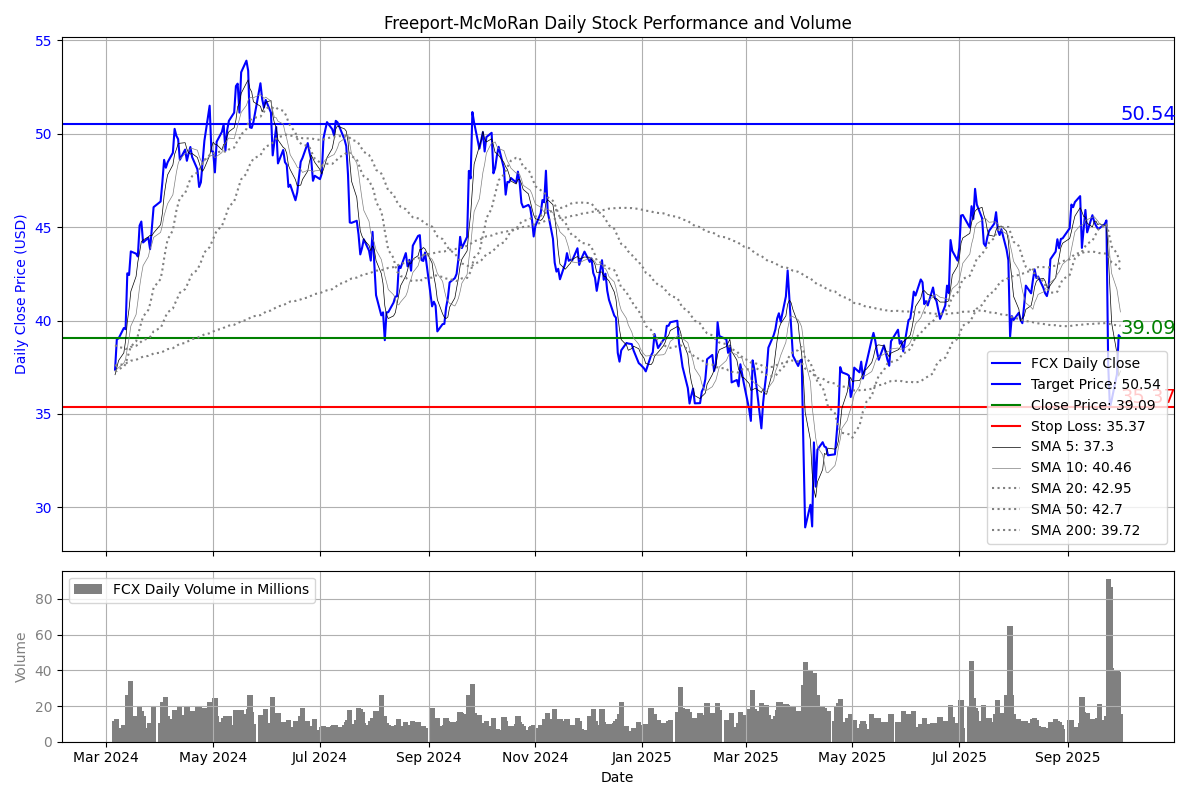 Freeport-McMoRan Daily Stock Performance and Volume
55
50
45
40
35
30
Daily Close Price (USD)
50.54
39.09
35.37
FCX Daily Close
Target Price: 50.54
Close Price: 39.09
Stop Loss: 35.37
SMA 5: 37.3
SMA 10: 40.46
SMA 20: 42.95
SMA 50: 42.7
SMA 200: 39.72
FCX Daily Volume in Millions
80
60
40
20
0
Volume
Mar 2024 May 2024 Jul 2024 Sep 2024 Nov 2024 Jan 2025 Mar 2025 May 2025 Jul 2025 Sep 2025
Date